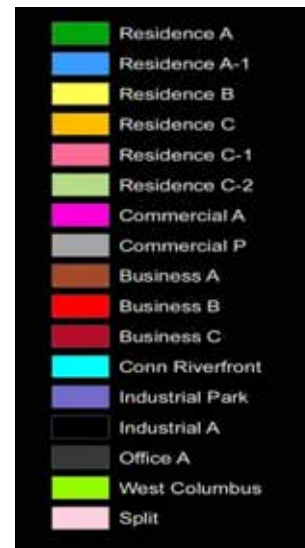 Residence A
Residence A-1
Residence B
Residence C
Residence C-1
Residence C-2
Commercial A
Commercial P
Business A
Business B
Business C
Conn Riverfront
Industrial Park
Industrial A
Office A
West Columbus
Split